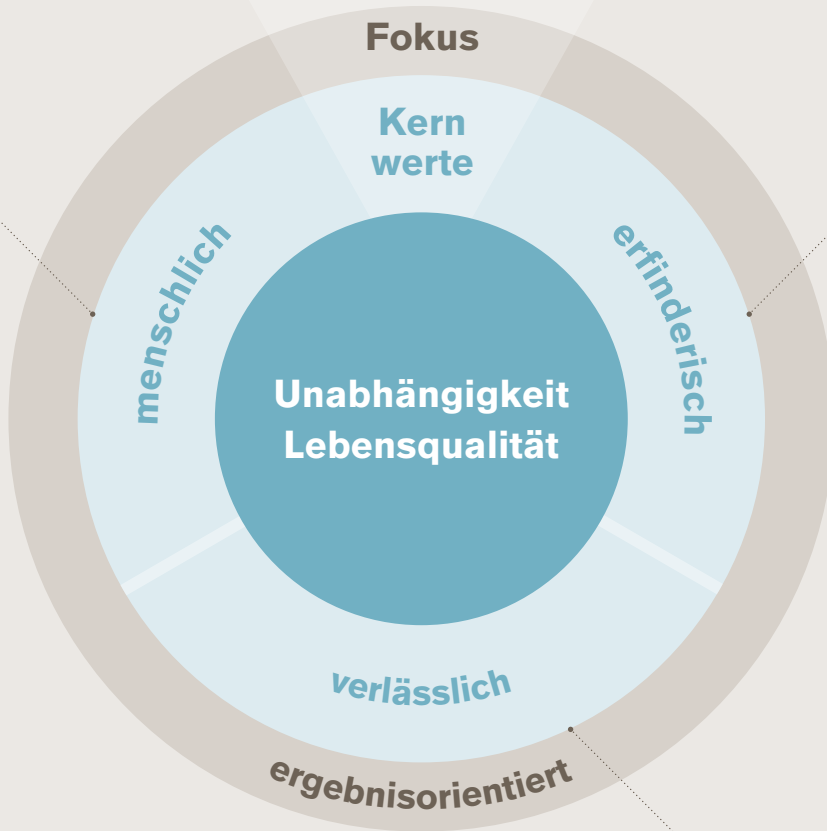 Fokus
Kern
werte
menschlich
erfinderisch
Unabhängigkeit
Lebensqualität
verlässlich
ergebnisorientiert